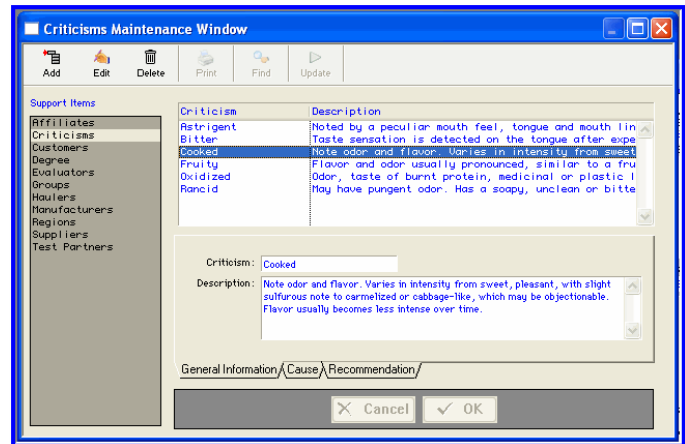 Criticisms Maintenance Window
Add Edit Delete Print Find Update
Support Items
Affiliates
Criticisms
Customers
Degree
Evaluators
Groups
Haulers
Manufacturers
Regions
Suppliers
Test Partners
Criticism Description
Astrigent Noted by a peculiar mouth feel, tongue and mouth lin
Bitter Taste sensation is detected on the tongue after expe
Cooked Note odor and flavor. Varies in intensity from sweet
Fruity Flavor and odor usually pronounced, similar to a fru
Oxidized Odor, taste of burnt protein, medicinal or plastic l
Rancid May have pungent odor. Has a soapy, unclean or bitte
Criticism: Cooked
Description: Note odor and flavor. Varies in intensity from sweet, pleasant, with slight
sulfurous note to carmelized or cabbage-like, which may be objectionable.
Flavor usually becomes less intense over time.
General Information Cause Recommendation
Cancel OK